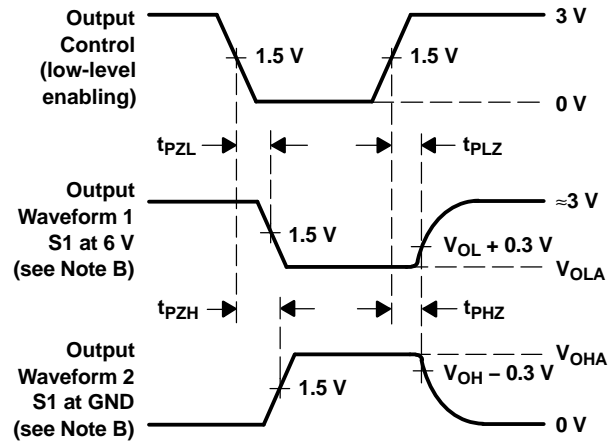 Output
Control
(low-level
enabling)
1.5 V
1.5 V
3 V
0 V
tPZL
tPLZ
Output
Waveform 1
S1 at 6 V
(see Note B)
1.5 V
≈3 V
VOL + 0.3 V
VOLA
tPZH
tPHZ
Output
Waveform 2
S1 at GND
(see Note B)
1.5 V
VOHA
VOH – 0.3 V
0 V